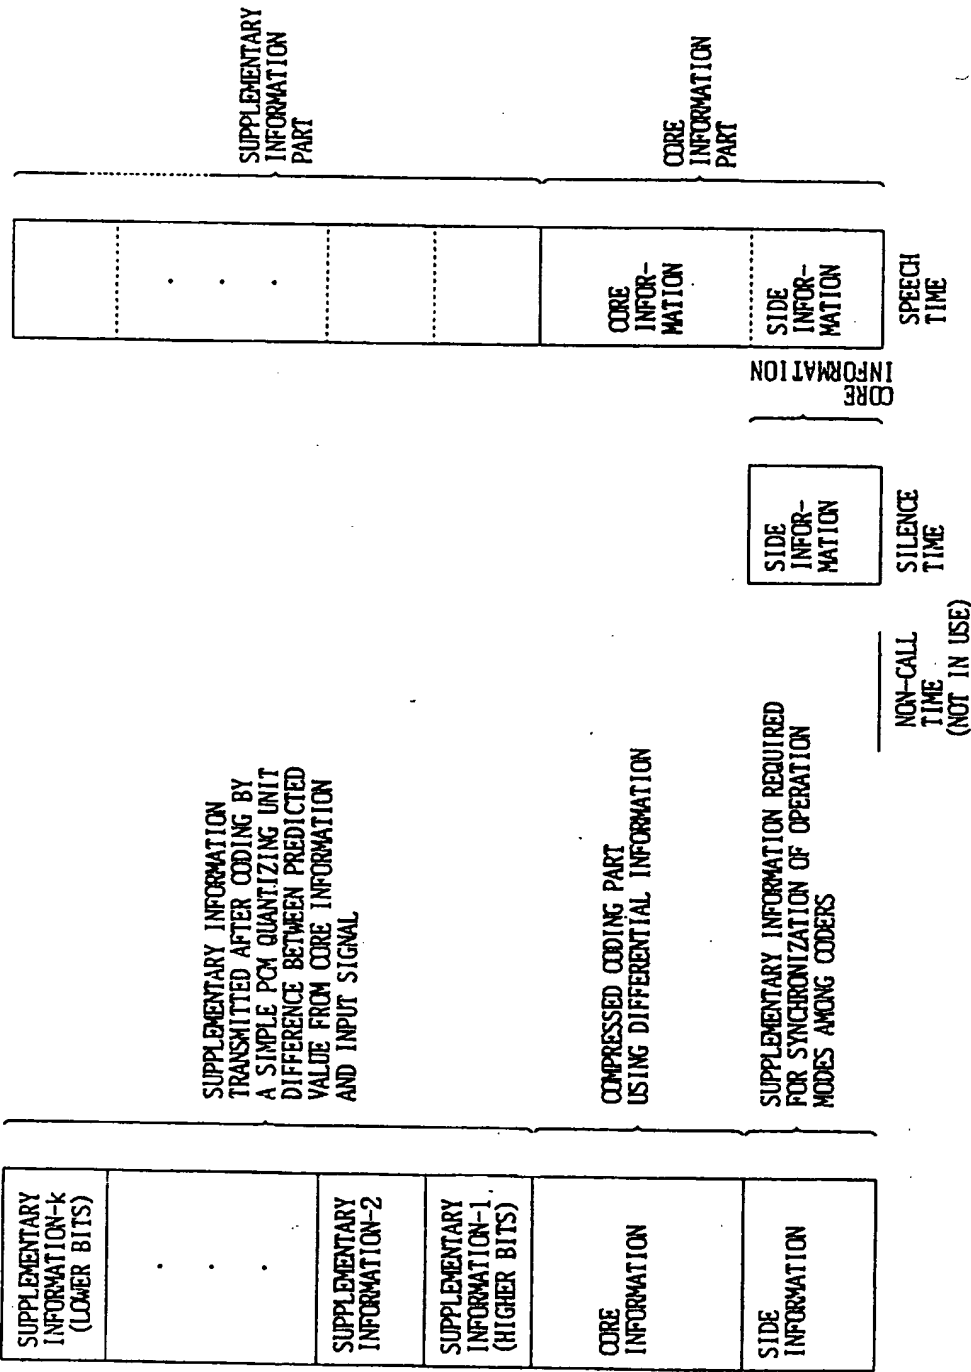 SUPPLEMENTARY
INFORMATION-k
(LOWER BITS)
. . .
SUPPLEMENTARY
INFORMATION-2
SUPPLEMENTARY
INFORMATION-1
(HIGHER BITS)
CORE
INFORMATION
SIDE
INFORMATION
SUPPLEMENTARY INFORMATION
TRANSMITTED AFTER CODING BY
A SIMPLE PCM QUANTIZING UNIT
DIFFERENCE BETWEEN PREDICTED
VALUE FROM CORE INFORMATION
AND INPUT SIGNAL
COMPRESSED CODING PART
USING DIFFERENTIAL INFORMATION
SUPPLEMENTARY INFORMATION REQUIRED
FOR SYNCHRONIZATION OF OPERATION
MODES AMONG CODERS
NON-CALL
TIME
(NOT IN USE)
SIDE
INFOR-
MATION
SILENCE
TIME
CORE
INFORMATION
. . .
CORE
INFOR-
MATION
SIDE
INFOR-
MATION
SPEECH
TIME
SUPPLEMENTARY
INFORMATION
PART
CORE
INFORMATION
PART